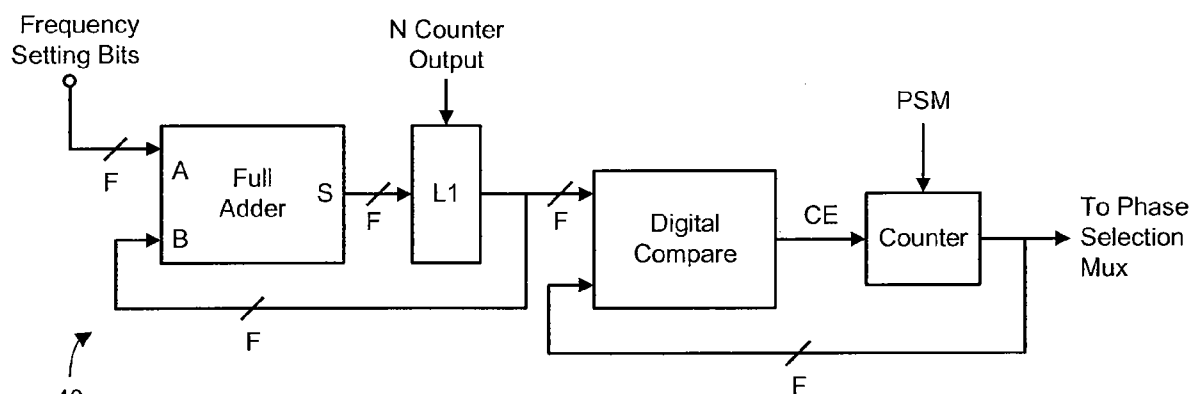 Frequency
Setting Bits
N Counter
Output
PSM
F
A
B
Full
Adder
S
F
L1
F
Digital
Compare
CE
Counter
To Phase
Selection
Mux
F
F